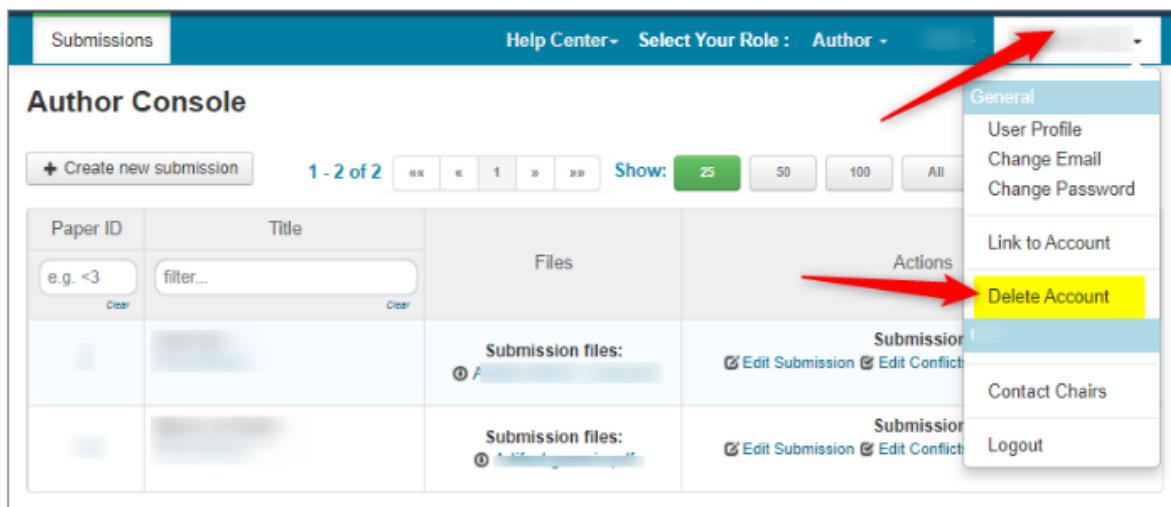 Submissions Help Center Select Your Role : Author
Author Console
General
User Profile
Change Email
Change Password
Link to Account
Delete Account
Contact Chairs
Logout
+ Create new submission 1 - 2 of 2 «« « 1 » »» Show: 25 50 100 All
Paper ID Title Files Actions
e.g. <3 filter...
Clear Clear
Submission files: Submission
A Edit Submission Edit Conflicts
Submission files: Submission
Edit Submission Edit Conflicts